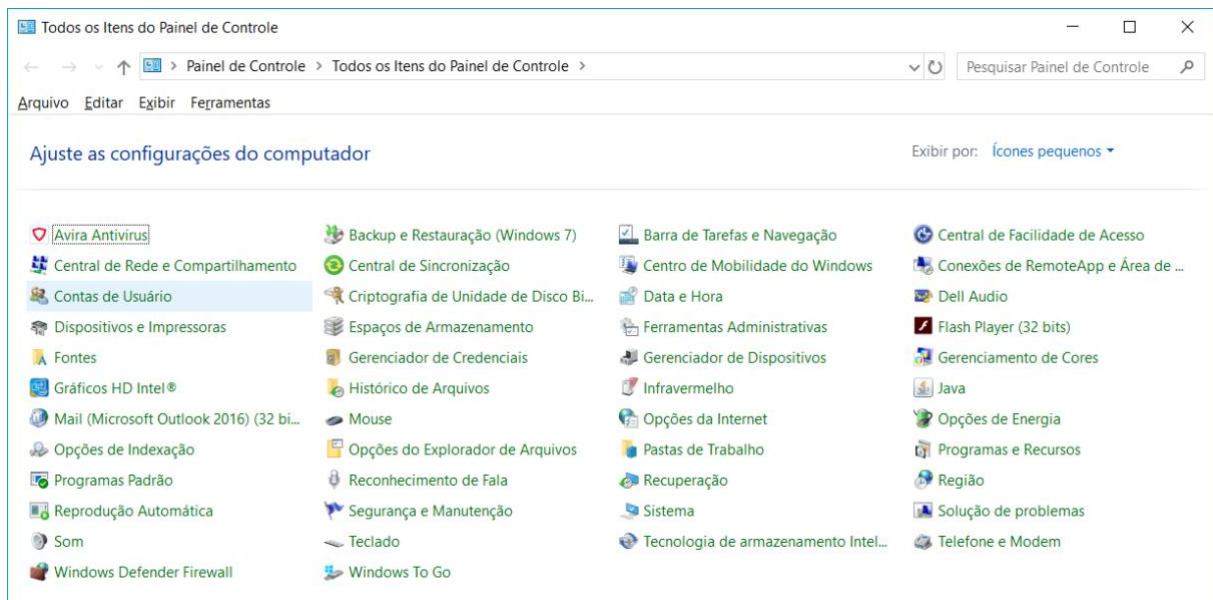 Todos os Itens do Painel de Controle
Painel de Controle > Todos os Itens do Painel de Controle >
Pesquisar Painel de Controle
Arquivo Editar Exibir Ferramentas
Ajuste as configurações do computador
Exibir por: Ícones pequenos
Avira Antivirus Backup e Restauração (Windows 7) Barra de Tarefas e Navegação Central de Facilidade de Acesso
Central de Rede e Compartilhamento Central de Sincronização Centro de Mobilidade do Windows Conexões de RemoteApp e Área de ...
Contas de Usuário Criptografia de Unidade de Disco Bi... Data e Hora Dell Audio
Dispositivos e Impressoras Espaços de Armazenamento Ferramentas Administrativas Flash Player (32 bits)
Fontes Gerenciador de Credenciais Gerenciador de Dispositivos Gerenciamento de Cores
Gráficos HD Intel® Histórico de Arquivos Infravermelho Java
Mail (Microsoft Outlook 2016) (32 bi... Mouse Opções da Internet Opções de Energia
Opções de Indexação Opções do Explorador de Arquivos Pastas de Trabalho Programas e Recursos
Programas Padrão Reconhecimento de Fala Recuperação Região
Reprodução Automática Segurança e Manutenção Sistema Solução de problemas
Som Teclado Tecnologia de armazenamento Intel... Telefone e Modem
Windows Defender Firewall Windows To Go